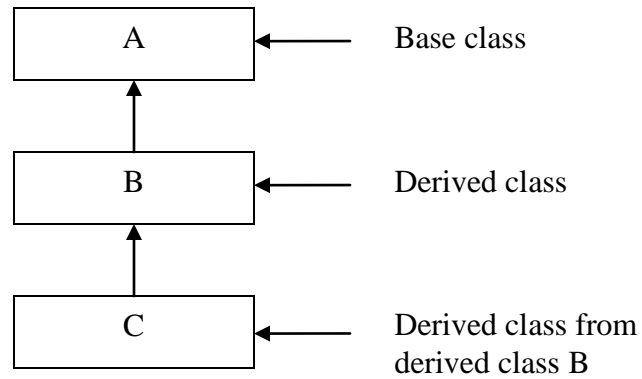 A
Base class
B
Derived class
C
Derived class from
derived class B